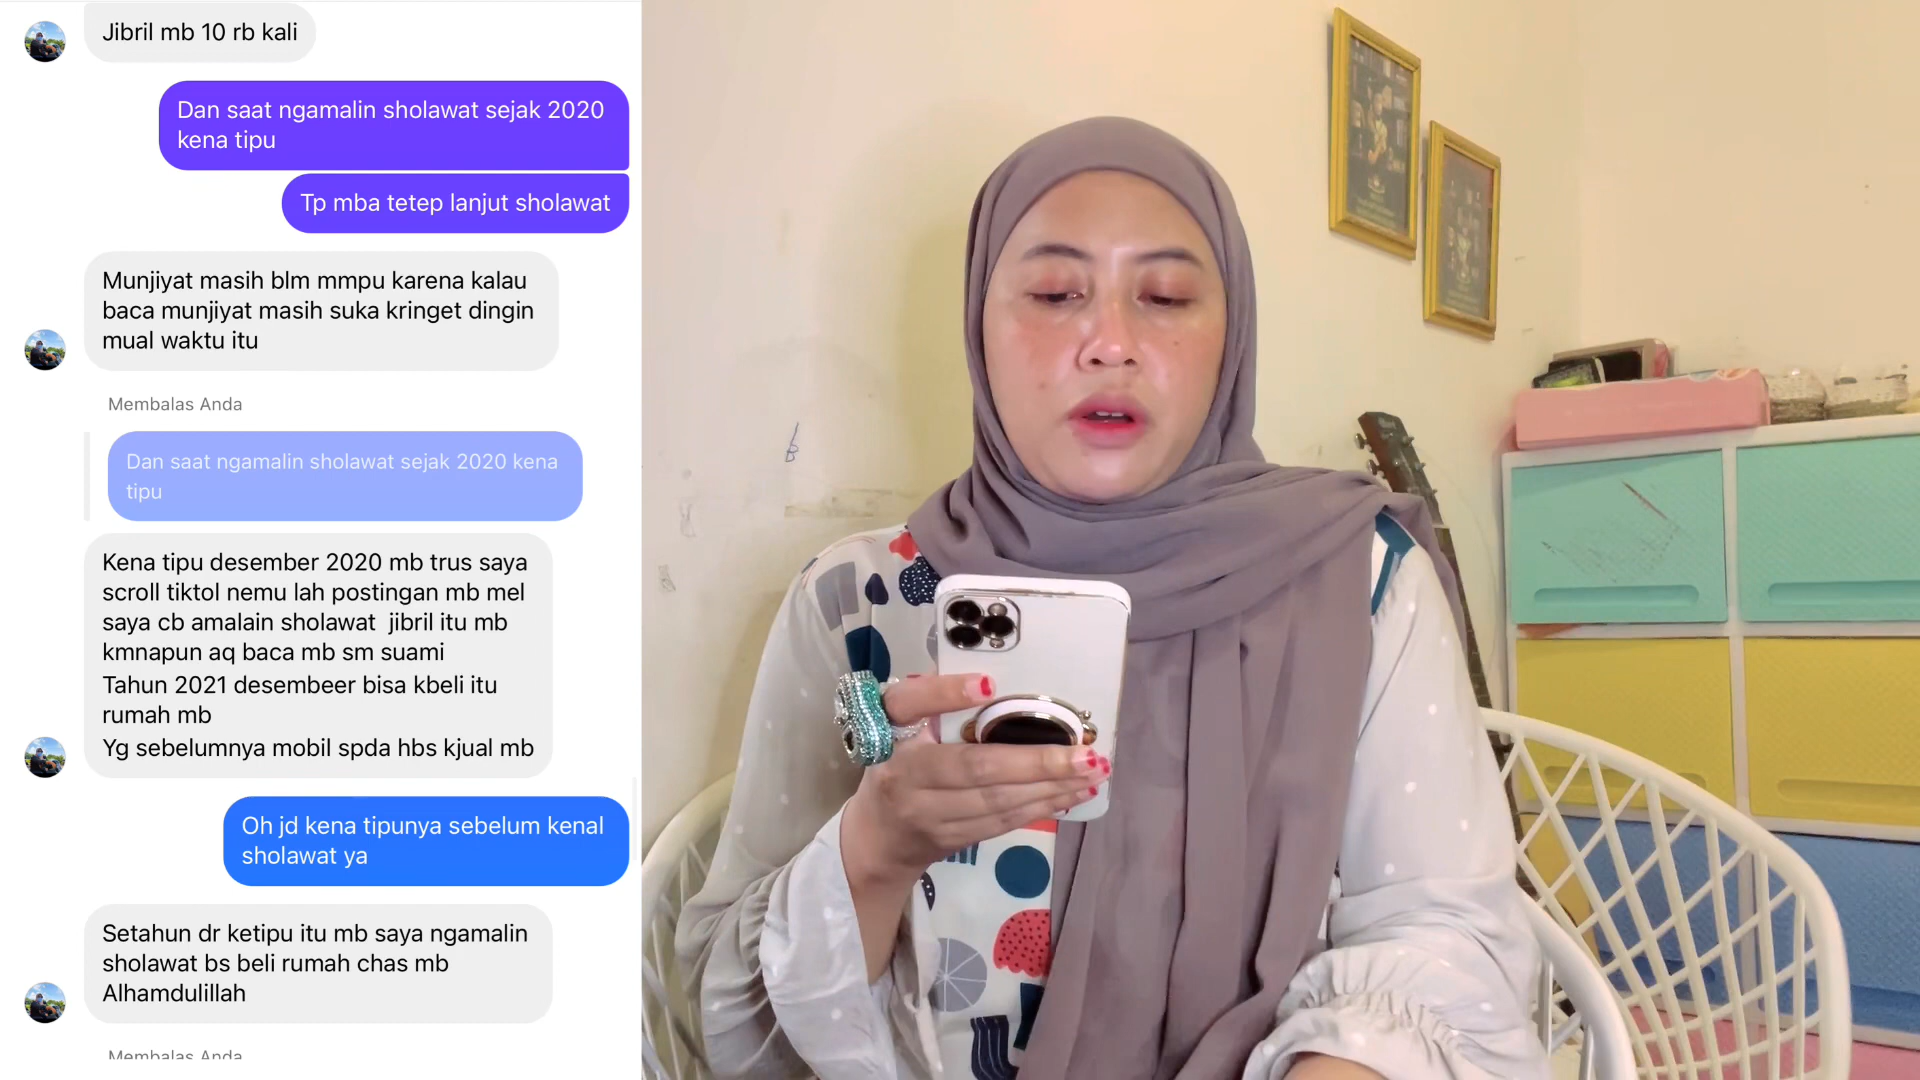 Jibril mb 10 rb kali
Dan saat ngamalin sholawat sejak 2020
kena tipu
Tp mba tetep lanjut sholawat
Munjiyat masih blm mmpu karena kalau
baca munjiyat masih suka kringet dingin
mual waktu itu
Membalas Anda
Dan saat ngamalin sholawat sejak 2020 kena
tipu
Kena tipu desember 2020 mb trus saya
scroll tiktol nemu lah postingan mb mel
saya cb amalain sholawat jibril itu mb
kmnapun aq baca mb sm suami
Tahun 2021 desembeer bisa kbeli itu
rumah mb
Yg sebelumnya mobil spda hbs kjual mb
Oh jd kena tipunya sebelum kenal
sholawat ya
Setahun dr ketipu itu mb saya ngamalin
sholawat bs beli rumah chas mb
Alhamdulillah
Membalas Anda